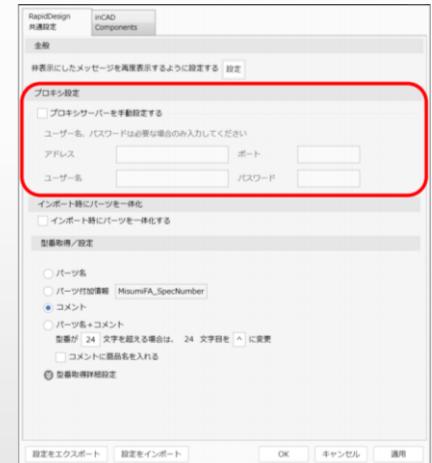 RapidDesign
共通設定
inCAD
Components
全般
非表示にしたメッセージを再度表示するように設定する 設定
プロキシ設定
プロキシサーバーを手動設定する
ユーザー名、パスワードは必要な場合のみ入力してください
アドレス ポート
ユーザー名 パスワード
インポート時にパーツを一体化
インポート時にパーツを一体化する
型番取得／設定
パーツ名
パーツ付加情報 MisumiFA_SpecNumber
コメント
パーツ名+コメント
型番が 24 文字を超える場合は、 24 文字目を ^ に変更
コメントに商品名を入れる
型番取得詳細設定
設定をエクスポート 設定をインポート OK キャンセル 適用